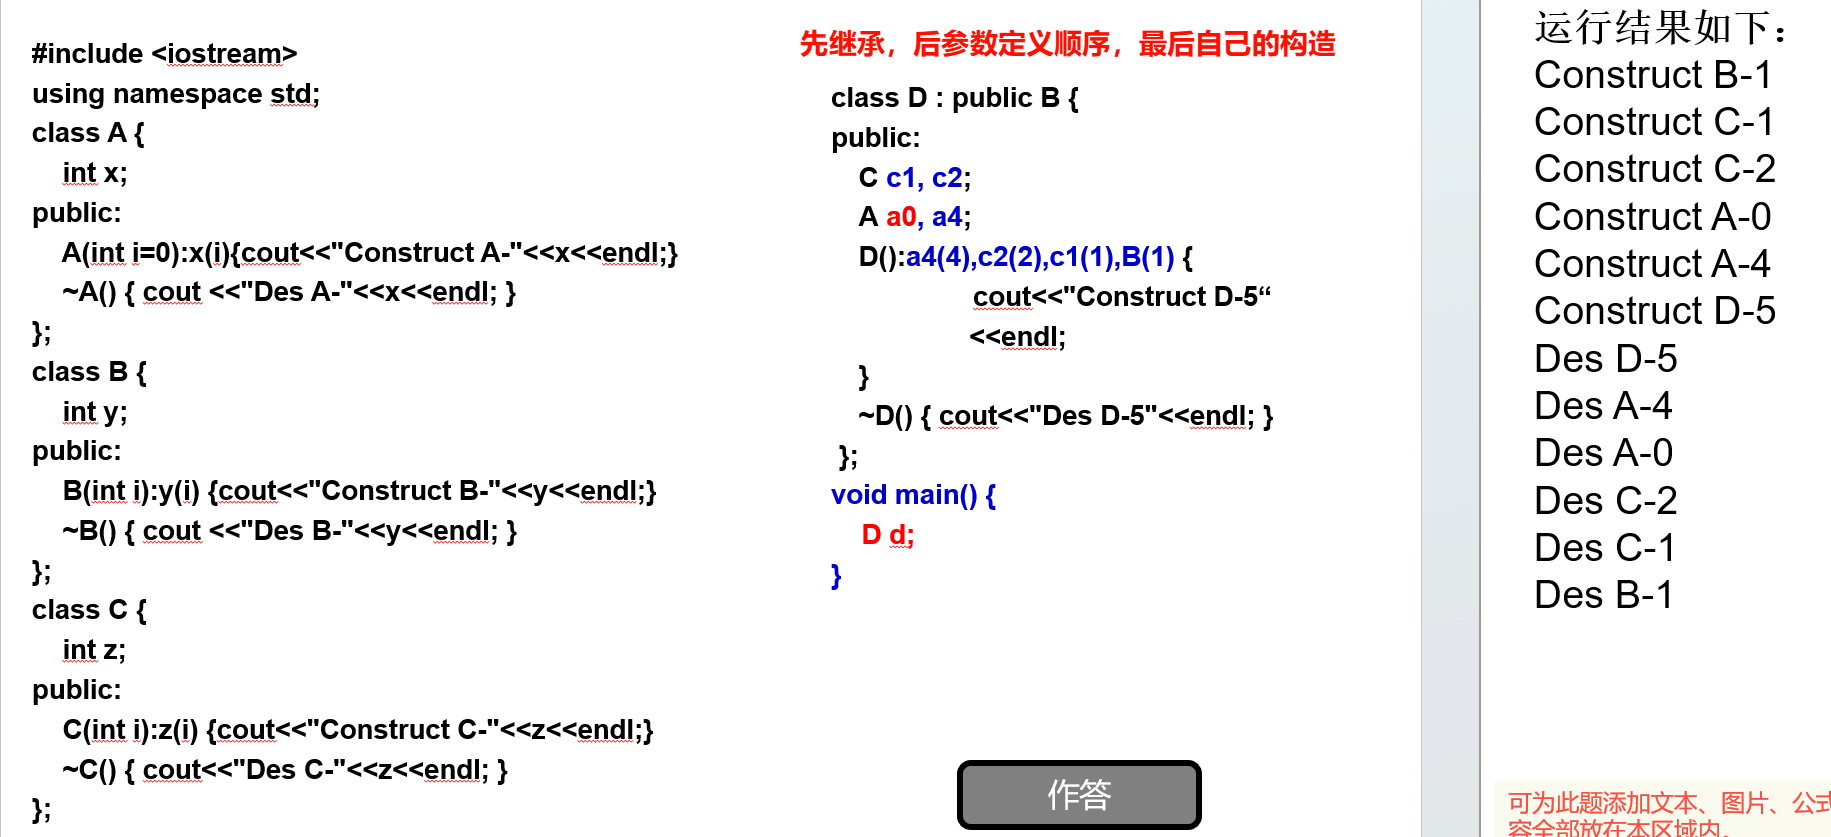 #include <iostream>
using namespace std;
class A {
int x;
public:
A(int i=0):x(i){cout<<"Construct A-"<<x<<endl;}
~A() { cout <<"Des A-"<<x<<endl; }
};
class B {
int y;
public:
B(int i):y(i) {cout<<"Construct B-"<<y<<endl;}
~B() { cout <<"Des B-"<<y<<endl; }
};
class C {
int z;
public:
C(int i):z(i) {cout<<"Construct C-"<<z<<endl;}
~C() { cout<<"Des C-"<<z<<endl; }
};
先继承，后参数定义顺序，最后自己的构造
class D : public B {
public:
C c1, c2;
A a0, a4;
D():a4(4),c2(2),c1(1),B(1) {
cout<<"Construct D-5“
<<endl;
}
~D() { cout<<"Des D-5"<<endl; }
};
void main() {
D d;
}
作答
运行结果如下：
Construct B-1
Construct C-1
Construct C-2
Construct A-0
Construct A-4
Construct D-5
Des D-5
Des A-4
Des A-0
Des C-2
Des C-1
Des B-1
可为此题添加文本、图片、公式
容全部放在本区域内。